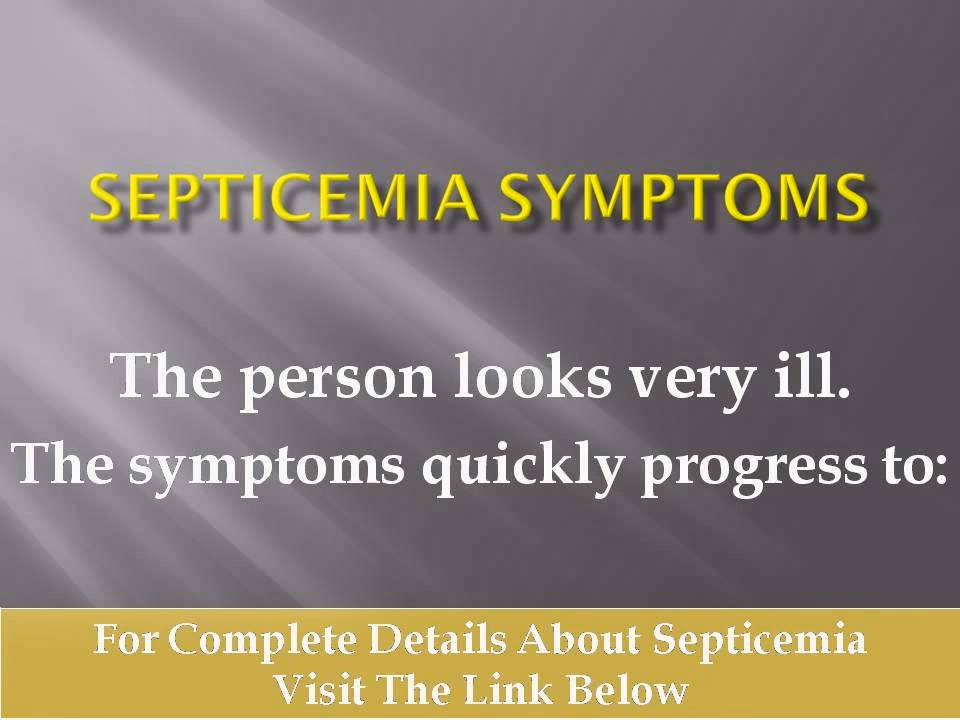 SEPTICEMIA SYMPTOMS
The person looks very ill.
The symptoms quickly progress to:
For Complete Details About Septicemia
Visit The Link Below